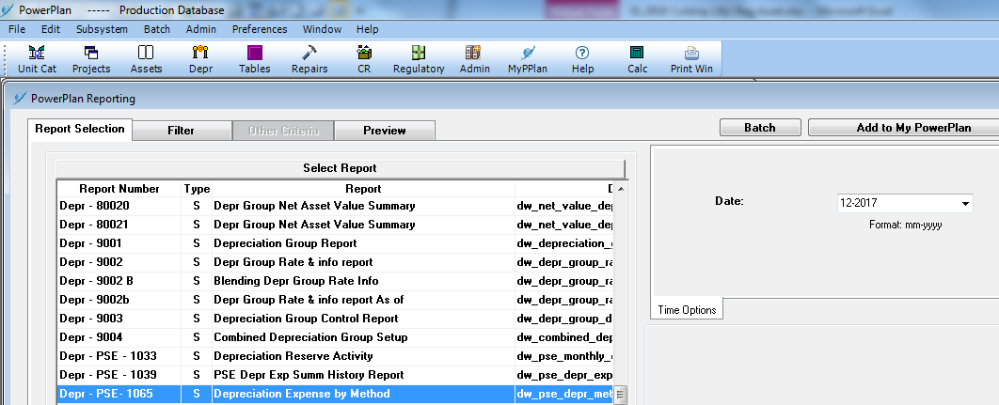 PowerPlan ----- Production Database
File Edit Subsystem Batch Admin Preferences Window Help
Unit Cat Projects Assets Depr Tables Repairs CR Regulatory Admin MyPPlan Help Calc Print Win
PowerPlan Reporting
Report Selection Filter Other Criteria Preview Batch Add to My PowerPlan
Select Report
Report Number Type Report D
Depr - 80020 S Depr Group Net Asset Value Summary dw_net_value_dep
Depr - 80021 S Depr Group Net Asset Value Summary dw_net_value_dep
Depr - 9001 S Depreciation Group Report dw_depreciation_g
Depr - 9002 S Depr Group Rate & info report dw_depr_group_ra
Depr - 9002 B S Blending Depr Group Rate Info dw_depr_group_ra
Depr - 9002b S Depr Group Rate & info report As of dw_depr_group_ra
Depr - 9003 S Depreciation Group Control Report dw_depr_group_d
Depr - 9004 S Combined Depreciation Group Setup dw_combined_dep
Depr - PSE - 1033 S Depreciation Reserve Activity dw_pse_monthly_
Depr - PSE - 1039 S PSE Depr Exp Summ History Report dw_pse_depr_exp
Depr - PSE- 1065 S Depreciation Expense by Method dw_pse_depr_met
Date: 12-2017
Format: mm-yyyy
Time Options